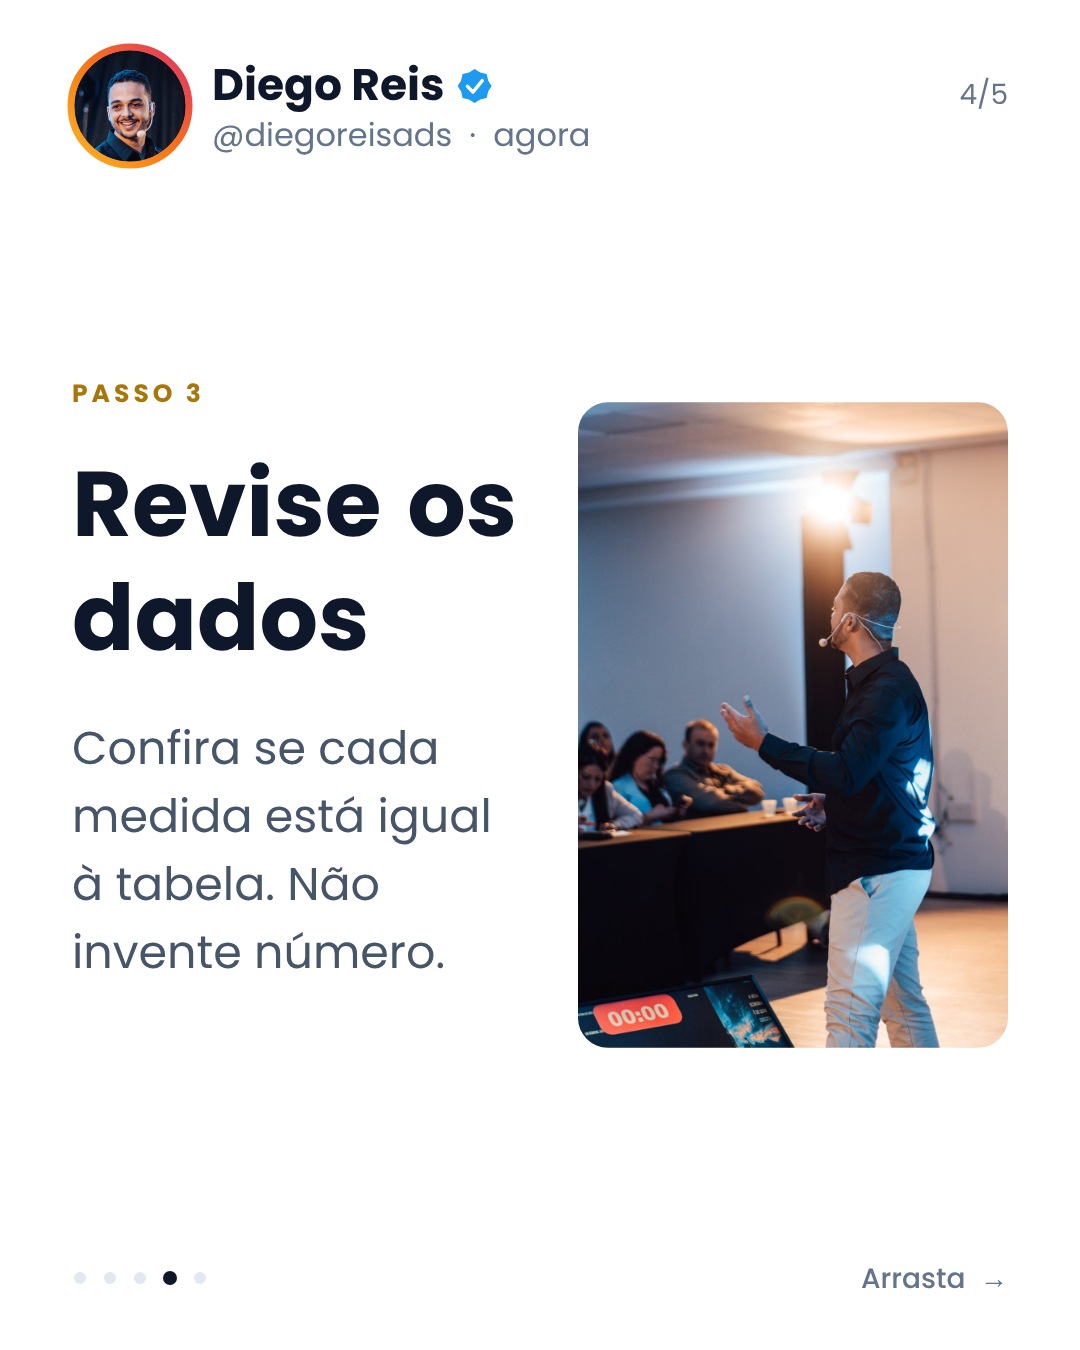 Diego Reis
@diegoreisads · agora
4/5
PASSO 3
Revise os
dados
Confira se cada
medida está igual
à tabela. Não
invente número.
00:00
Arrasta →